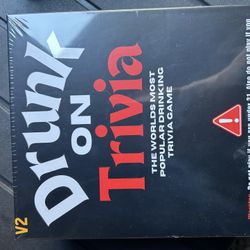 V2
Drunk
ON
Trivia
THE WORLDS MOST
POPULAR DRINKING
TRIVIA GAME